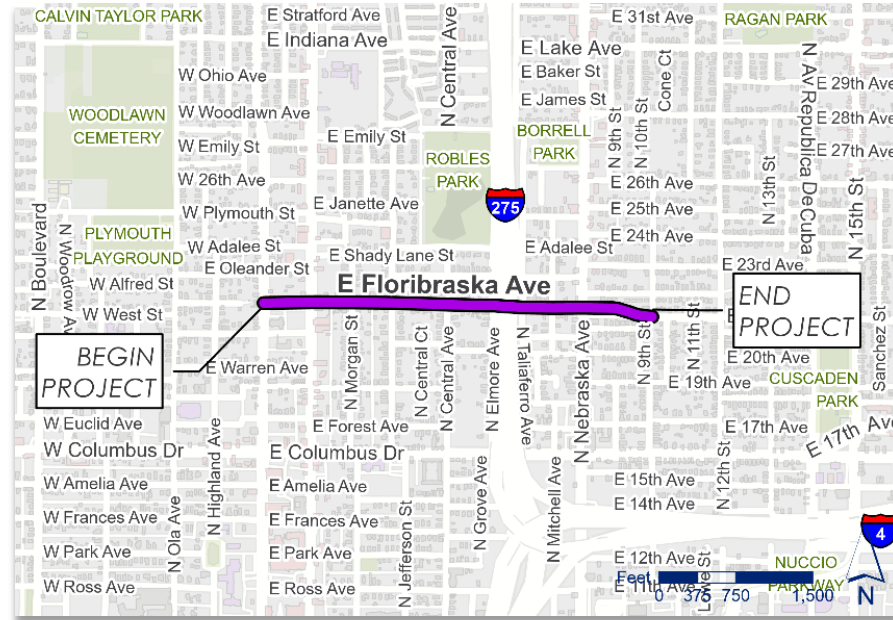 CALVIN TAYLOR PARK
E Stratford Ave
E 31st Ave
RAGAN PARK
E Indiana Ave
N Central Ave
E Lake Ave
W Ohio Ave
E Baker St
Cone Ct
N Av Republica DeCuba
E 29th Ave
W Woodlawn Ave
E James St
WOODLAWN
CEMETERY
E Emily St
BORRELL
PARK
N 9th St
N 10th St
E 28th Ave
W Emily St
E 27th Ave
ROBLES
PARK
W 26th Ave
E 26th Ave
N 13th St
N 15th St
275
E Janette Ave
E 25th Ave
W Plymouth St
N Boulevard
N Woodrow Av
PLYMOUTH
PLAYGROUND
W Adalee St
E Adalee St
E 24th Ave
E Shady Lane St
E Oleander St
E 23rd Ave
W Alfred St
E Floribraska Ave
END
PROJECT
W West St
Sanchez St
BEGIN
PROJECT
E Warren Ave
N Morgan St
N Central Ct
N Central Ave
N Elmore Ave
N Taliaferro Ave
N Nebraska Ave
N 9th St
N 11th St
E 20th Ave
E 19th Ave
CUSCADEN
PARK
W Euclid Ave
E Forest Ave
E 17th Ave
E 17th Ave
W Columbus Dr
N Highland Ave
E Columbus Dr
W Amelia Ave
E Amelia Ave
E 15th Ave
N 12th St
E 14th Ave
N Ola Ave
W Frances Ave
E Frances Ave
N Jefferson St
N Grove Ave
N Mitchell Ave
4
W Park Ave
E Park Ave
E 12th Ave
NUCCIO
PARKWAY
W Ross Ave
E Ross Ave
E 11th Ave
Feet
0 375 750 1,500
N